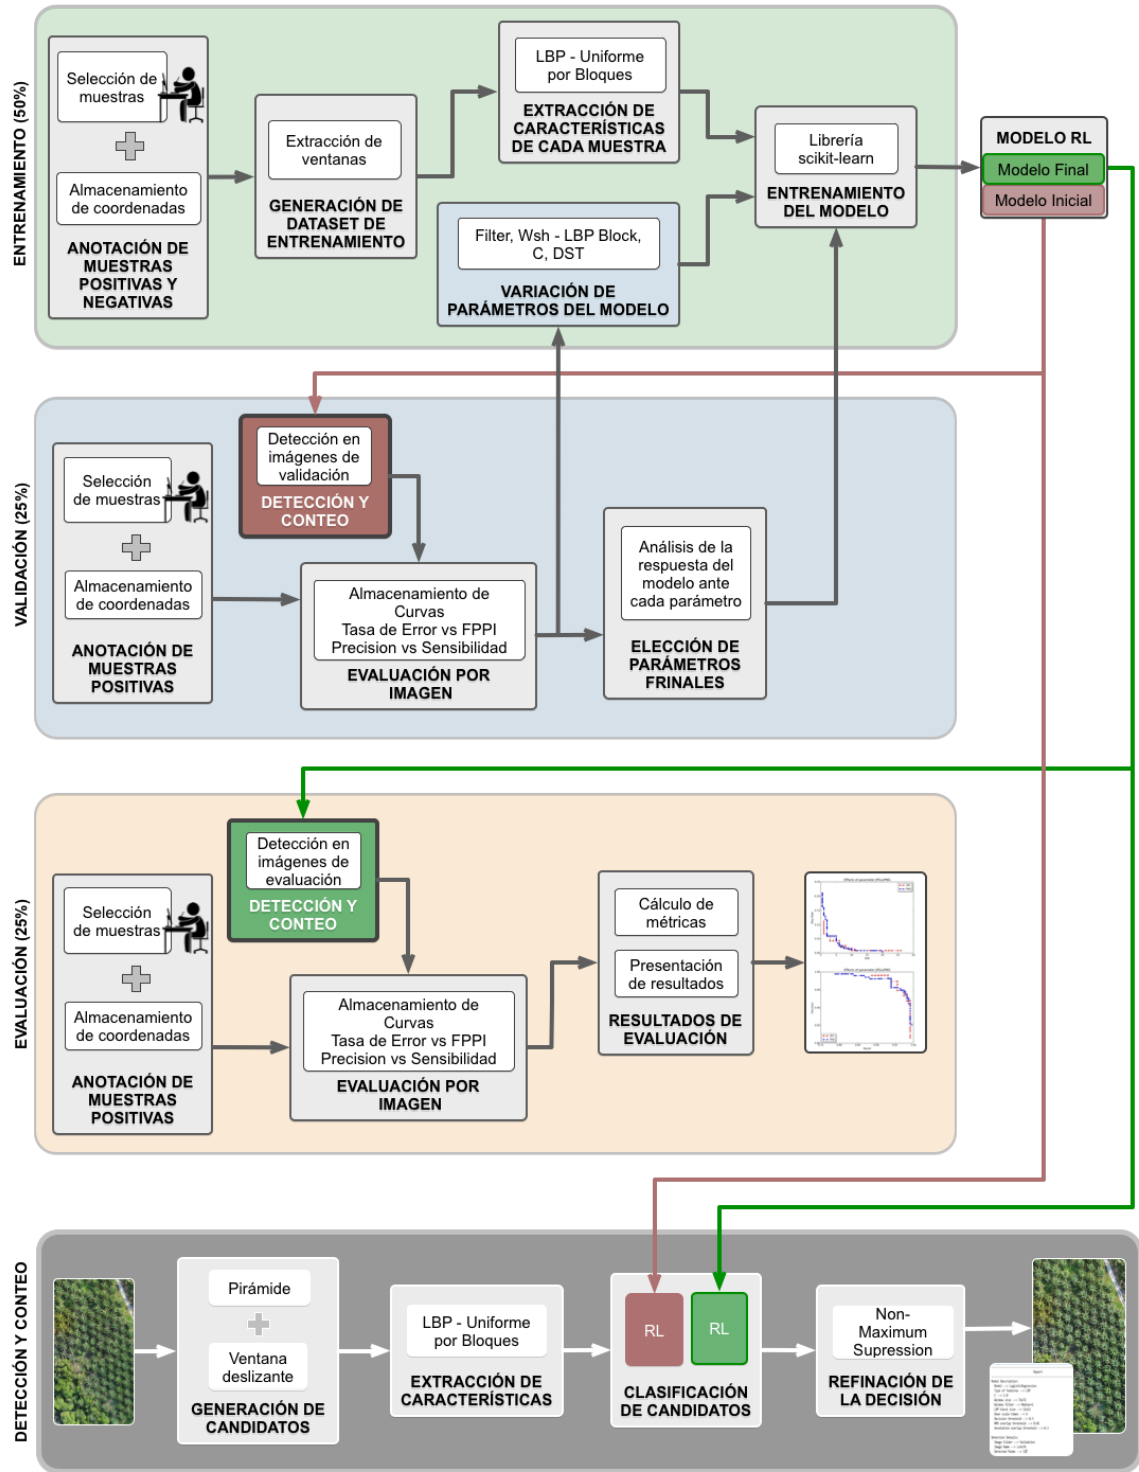 ENTRENAMIENTO (50%)
Selección de
muestras
Almacenamiento
de coordenadas
ANOTACIÓN DE
MUESTRAS
POSITIVAS Y
NEGATIVAS
Extracción de
ventanas
GENERACIÓN DE
DATASET DE
ENTRENAMIENTO
LBP - Uniforme
por Bloques
EXTRACCIÓN DE
CARACTERÍSTICAS
DE CADA MUESTRA
Filter, Wsh - LBP Block,
C, DST
VARIACIÓN DE
PARÁMETROS DEL MODELO
Librería
scikit-learn
ENTRENAMIENTO
DEL MODELO
MODELO RL
Modelo Final
Modelo Inicial
VALIDACIÓN (25%)
Selección
de muestras
Almacenamiento
de coordenadas
ANOTACIÓN DE
MUESTRAS
POSITIVAS
Detección en
imágenes de
validación
DETECCIÓN Y
CONTEO
Almacenamiento de
Curvas
Tasa de Error vs FPPI
Precision vs Sensibilidad
EVALUACIÓN POR
IMAGEN
Análisis de la
respuesta del
modelo ante
cada parámetro
ELECCIÓN DE
PARÁMETROS
FRINALES
EVALUACIÓN (25%)
Selección
de muestras
Almacenamiento
de coordenadas
ANOTACIÓN DE
MUESTRAS
POSITIVAS
Detección en
imágenes de
evaluación
DETECCIÓN Y
CONTEO
Almacenamiento de
Curvas
Tasa de Error vs FPPI
Precision vs Sensibilidad
EVALUACIÓN POR
IMAGEN
Cálculo de
métricas
Presentación
de resultados
RESULTADOS DE
EVALUACIÓN
DETECCIÓN Y CONTEO
Pirámide
Ventana
deslizante
GENERACIÓN DE
CANDIDATOS
LBP - Uniforme
por Bloques
EXTRACCIÓN DE
CARACTERÍSTICAS
RL
RL
CLASIFICACIÓN
DE CANDIDATOS
Non-
Maximum
Supression
REFINACIÓN DE
LA DECISIÓN